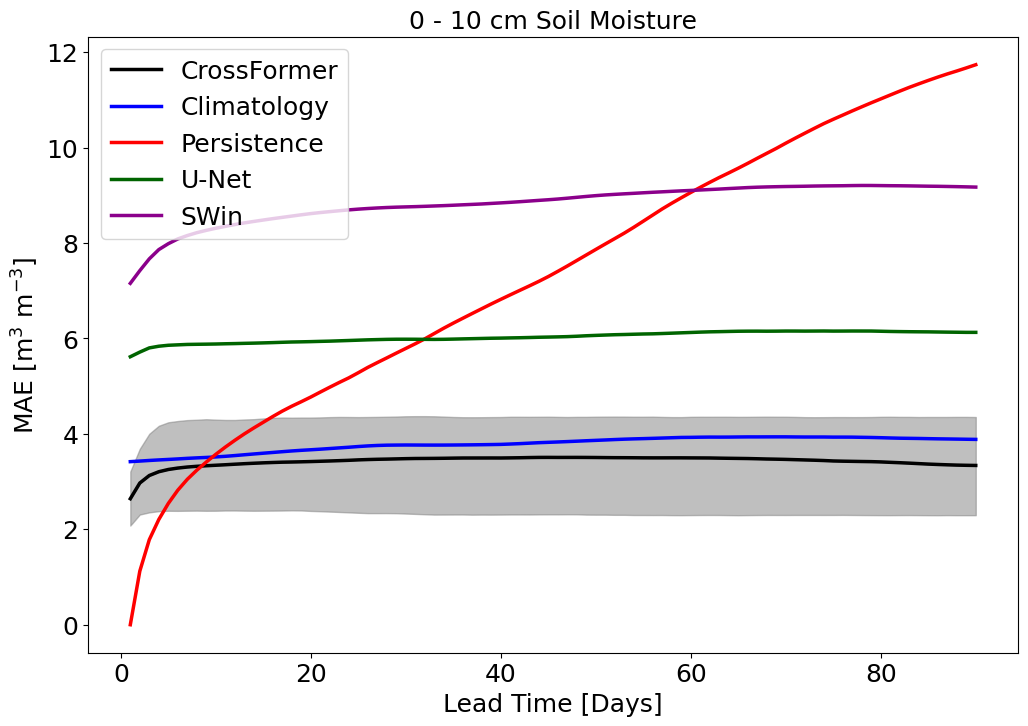 0 - 10 cm Soil Moisture
CrossFormer
Climatology
Persistence
U-Net
SWin
MAE [m³ m⁻³]
12
10
8
6
4
2
0
0 20 40 60 80
Lead Time [Days]